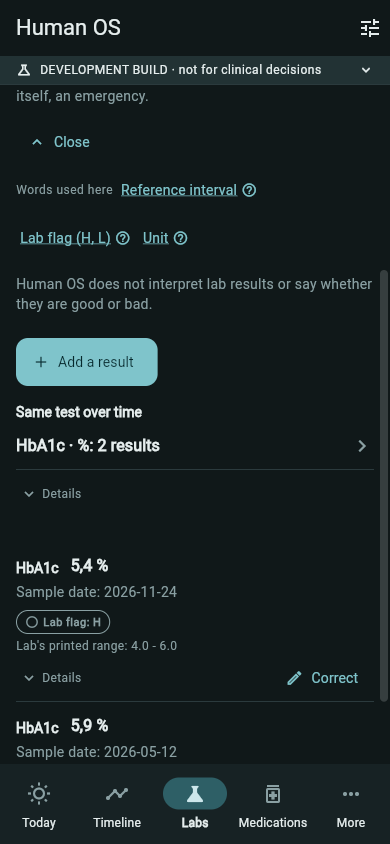 Human OS
DEVELOPMENT BUILD · not for clinical decisions
itself, an emergency.
Close
Words used here Reference interval ?
Lab flag (H, L) ? Unit ?
Human OS does not interpret lab results or say whether
they are good or bad.
+ Add a result
Same test over time
HbA1c · %: 2 results
Details
HbA1c 5,4 %
Sample date: 2026-11-24
Lab flag: H
Lab's printed range: 4.0 - 6.0
Details Correct
HbA1c 5,9 %
Sample date: 2026-05-12
Today Timeline Labs Medications More